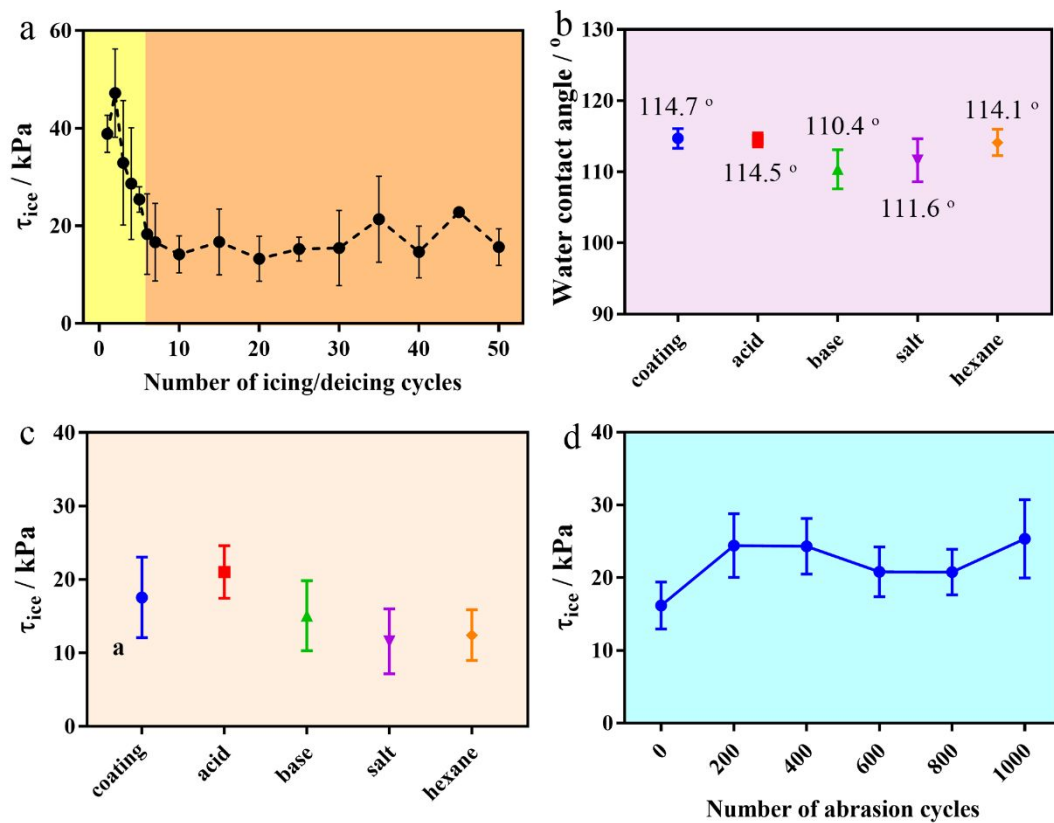 a
60
40
20
0
τice / kPa
0 10 20 30 40 50
Number of icing/deicing cycles
b
130
120
110
100
90
Water contact angle / º
114.7 º
114.5 º
110.4 º
111.6 º
114.1 º
coating acid base salt hexane
c
40
30
20
10
0
τice / kPa
a
coating acid base salt hexane
d
40
30
20
10
0
τice / kPa
0 200 400 600 800 1000
Number of abrasion cycles